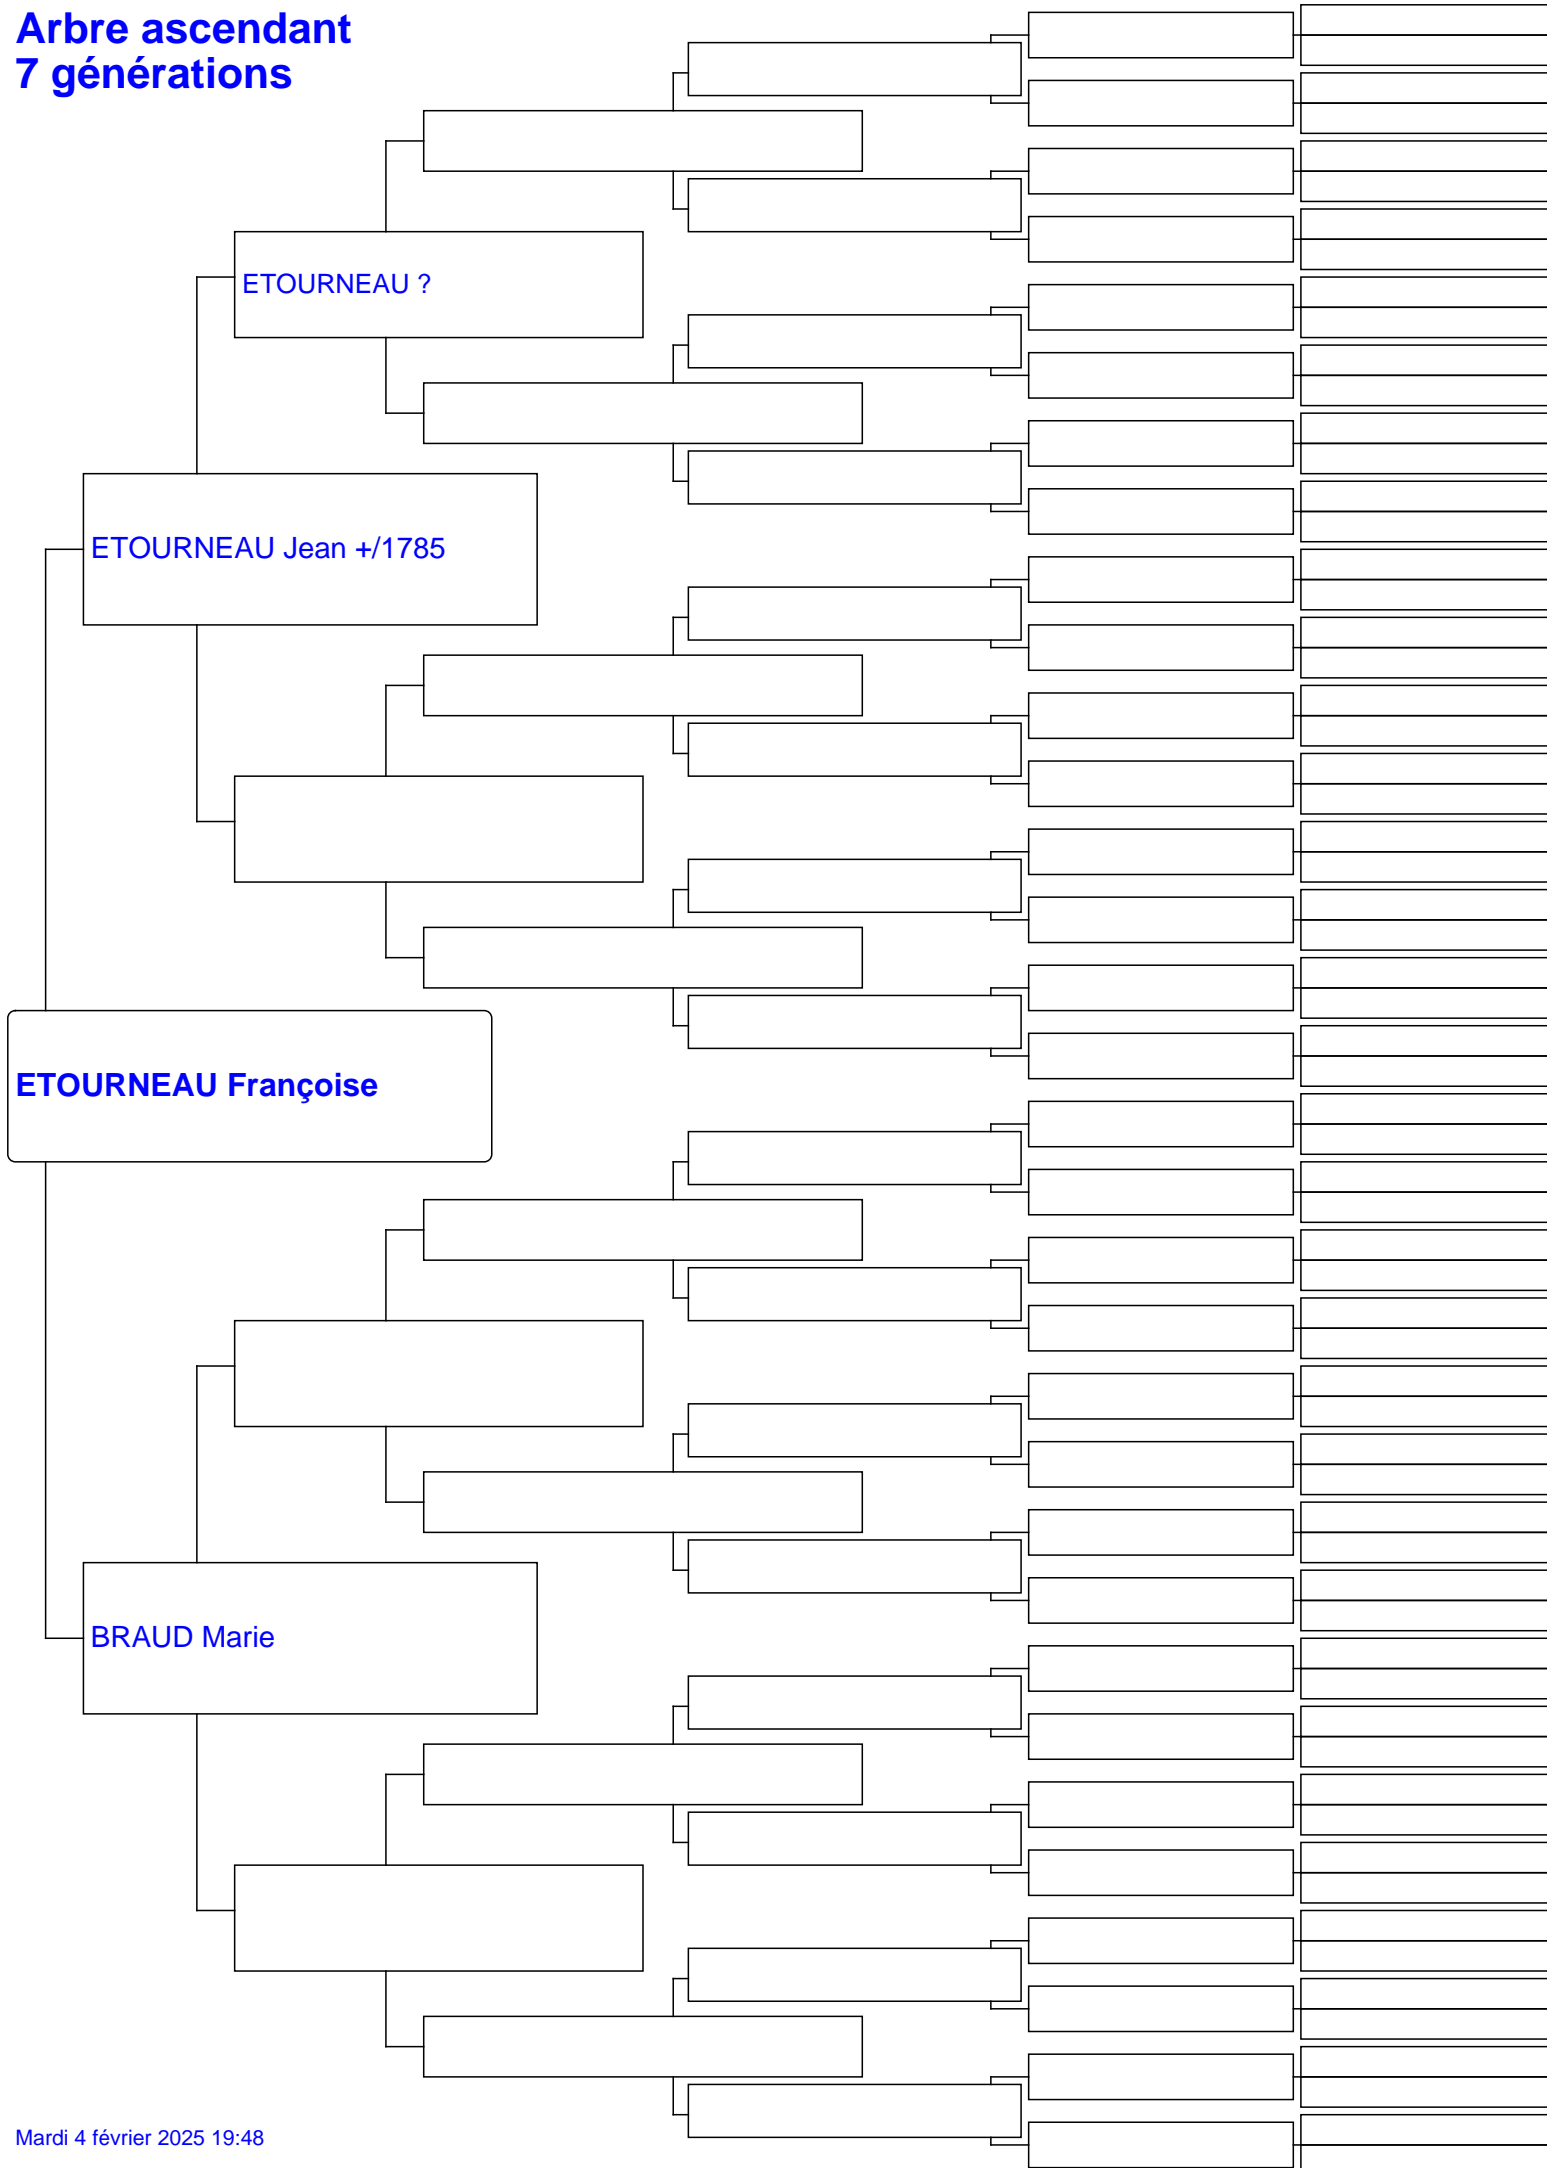 Arbre ascendant
7 générations
ETOURNEAU ?
ETOURNEAU Jean +/1785
ETOURNEAU Françoise
BRAUD Marie
Mardi 4 février 2025 19:48